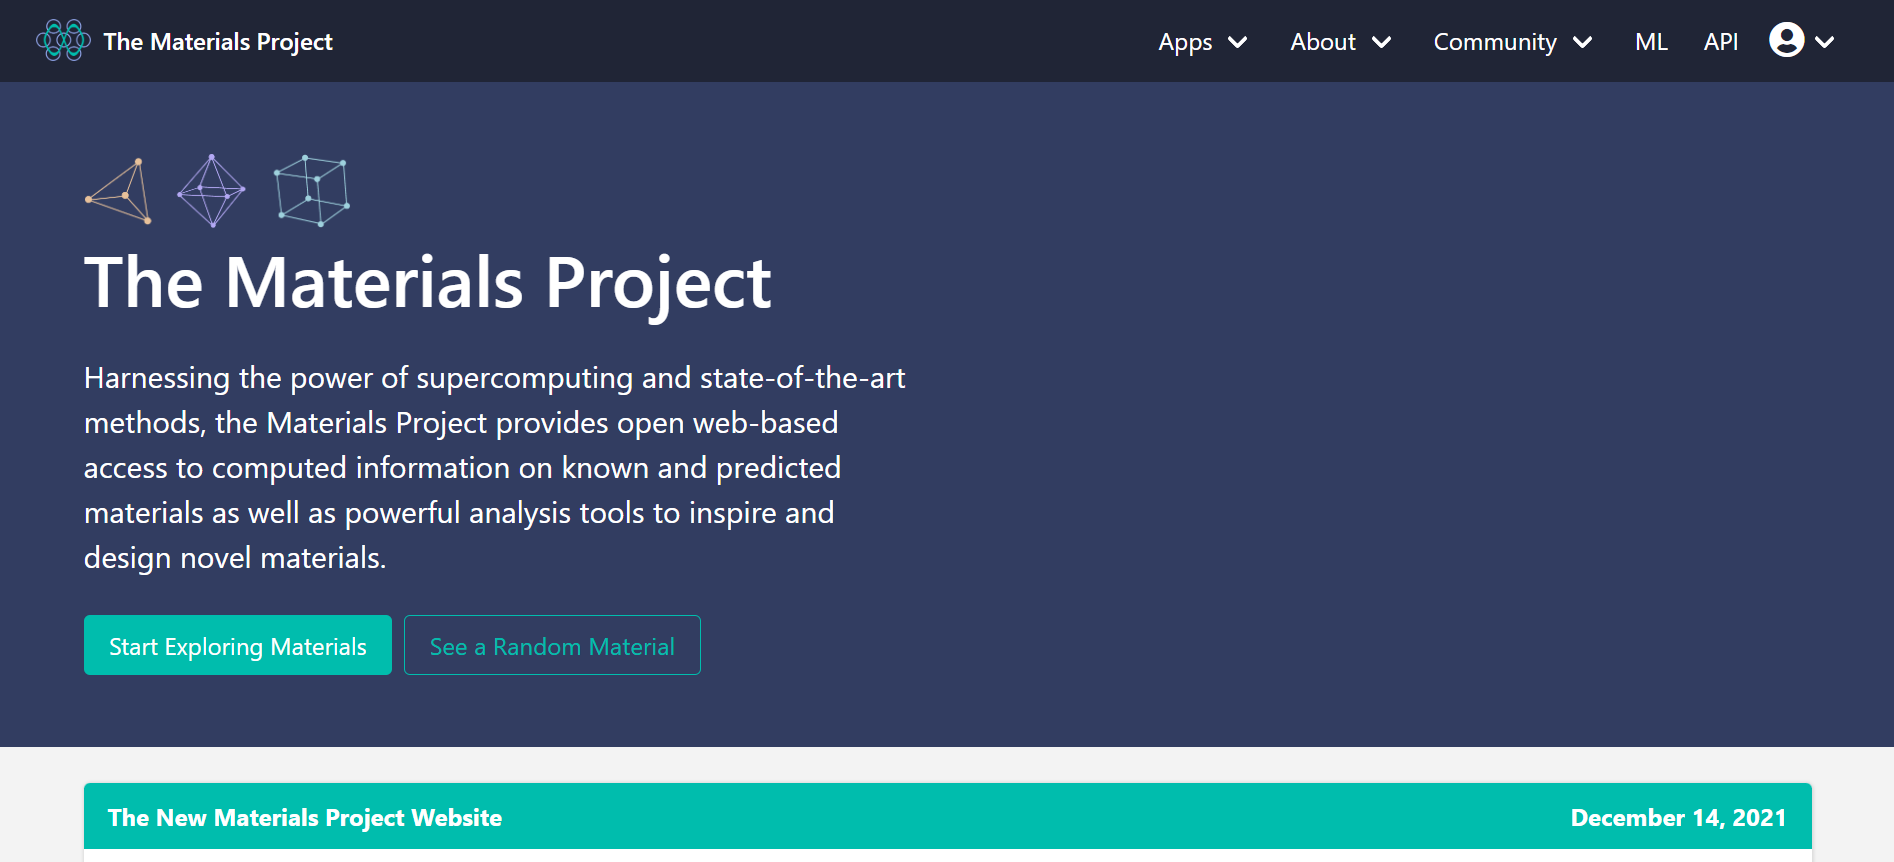 The Materials Project
Apps
About
Community
ML
API
The Materials Project
Harnessing the power of supercomputing and state-of-the-art
methods, the Materials Project provides open web-based
access to computed information on known and predicted
materials as well as powerful analysis tools to inspire and
design novel materials.
Start Exploring Materials
See a Random Material
The New Materials Project Website
December 14, 2021